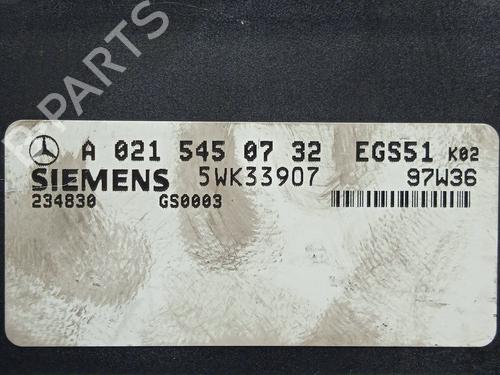 B-PARTS
A 021 545 07 32 EGS51 K02
SIEMENS 5WK33907 97W36
234830 GS0003